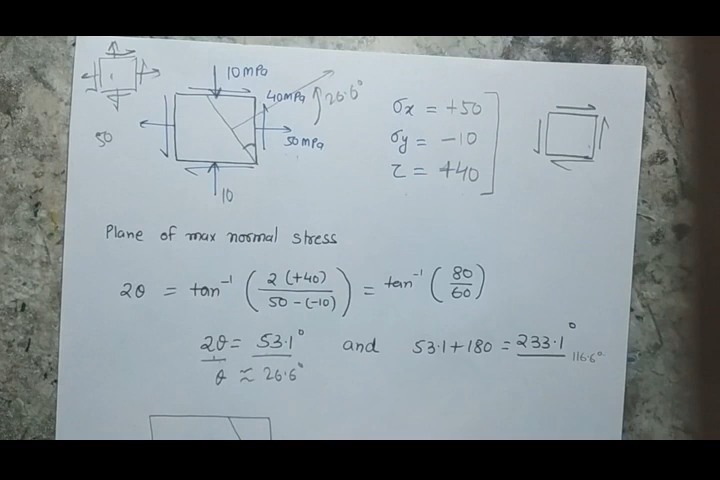 10 MPa
40MPa
26.6°
50
50 MPa
10
σx = +50
σy = -10
τ = +40
Plane of max normal stress
2θ = tan⁻¹ ( 2 (+40) / 50 - (-10) ) = tan⁻¹ ( 80 / 60 )
2θ = 53.1° and 53.1 + 180 = 233.1°
116.6°
θ ≈ 26.6°